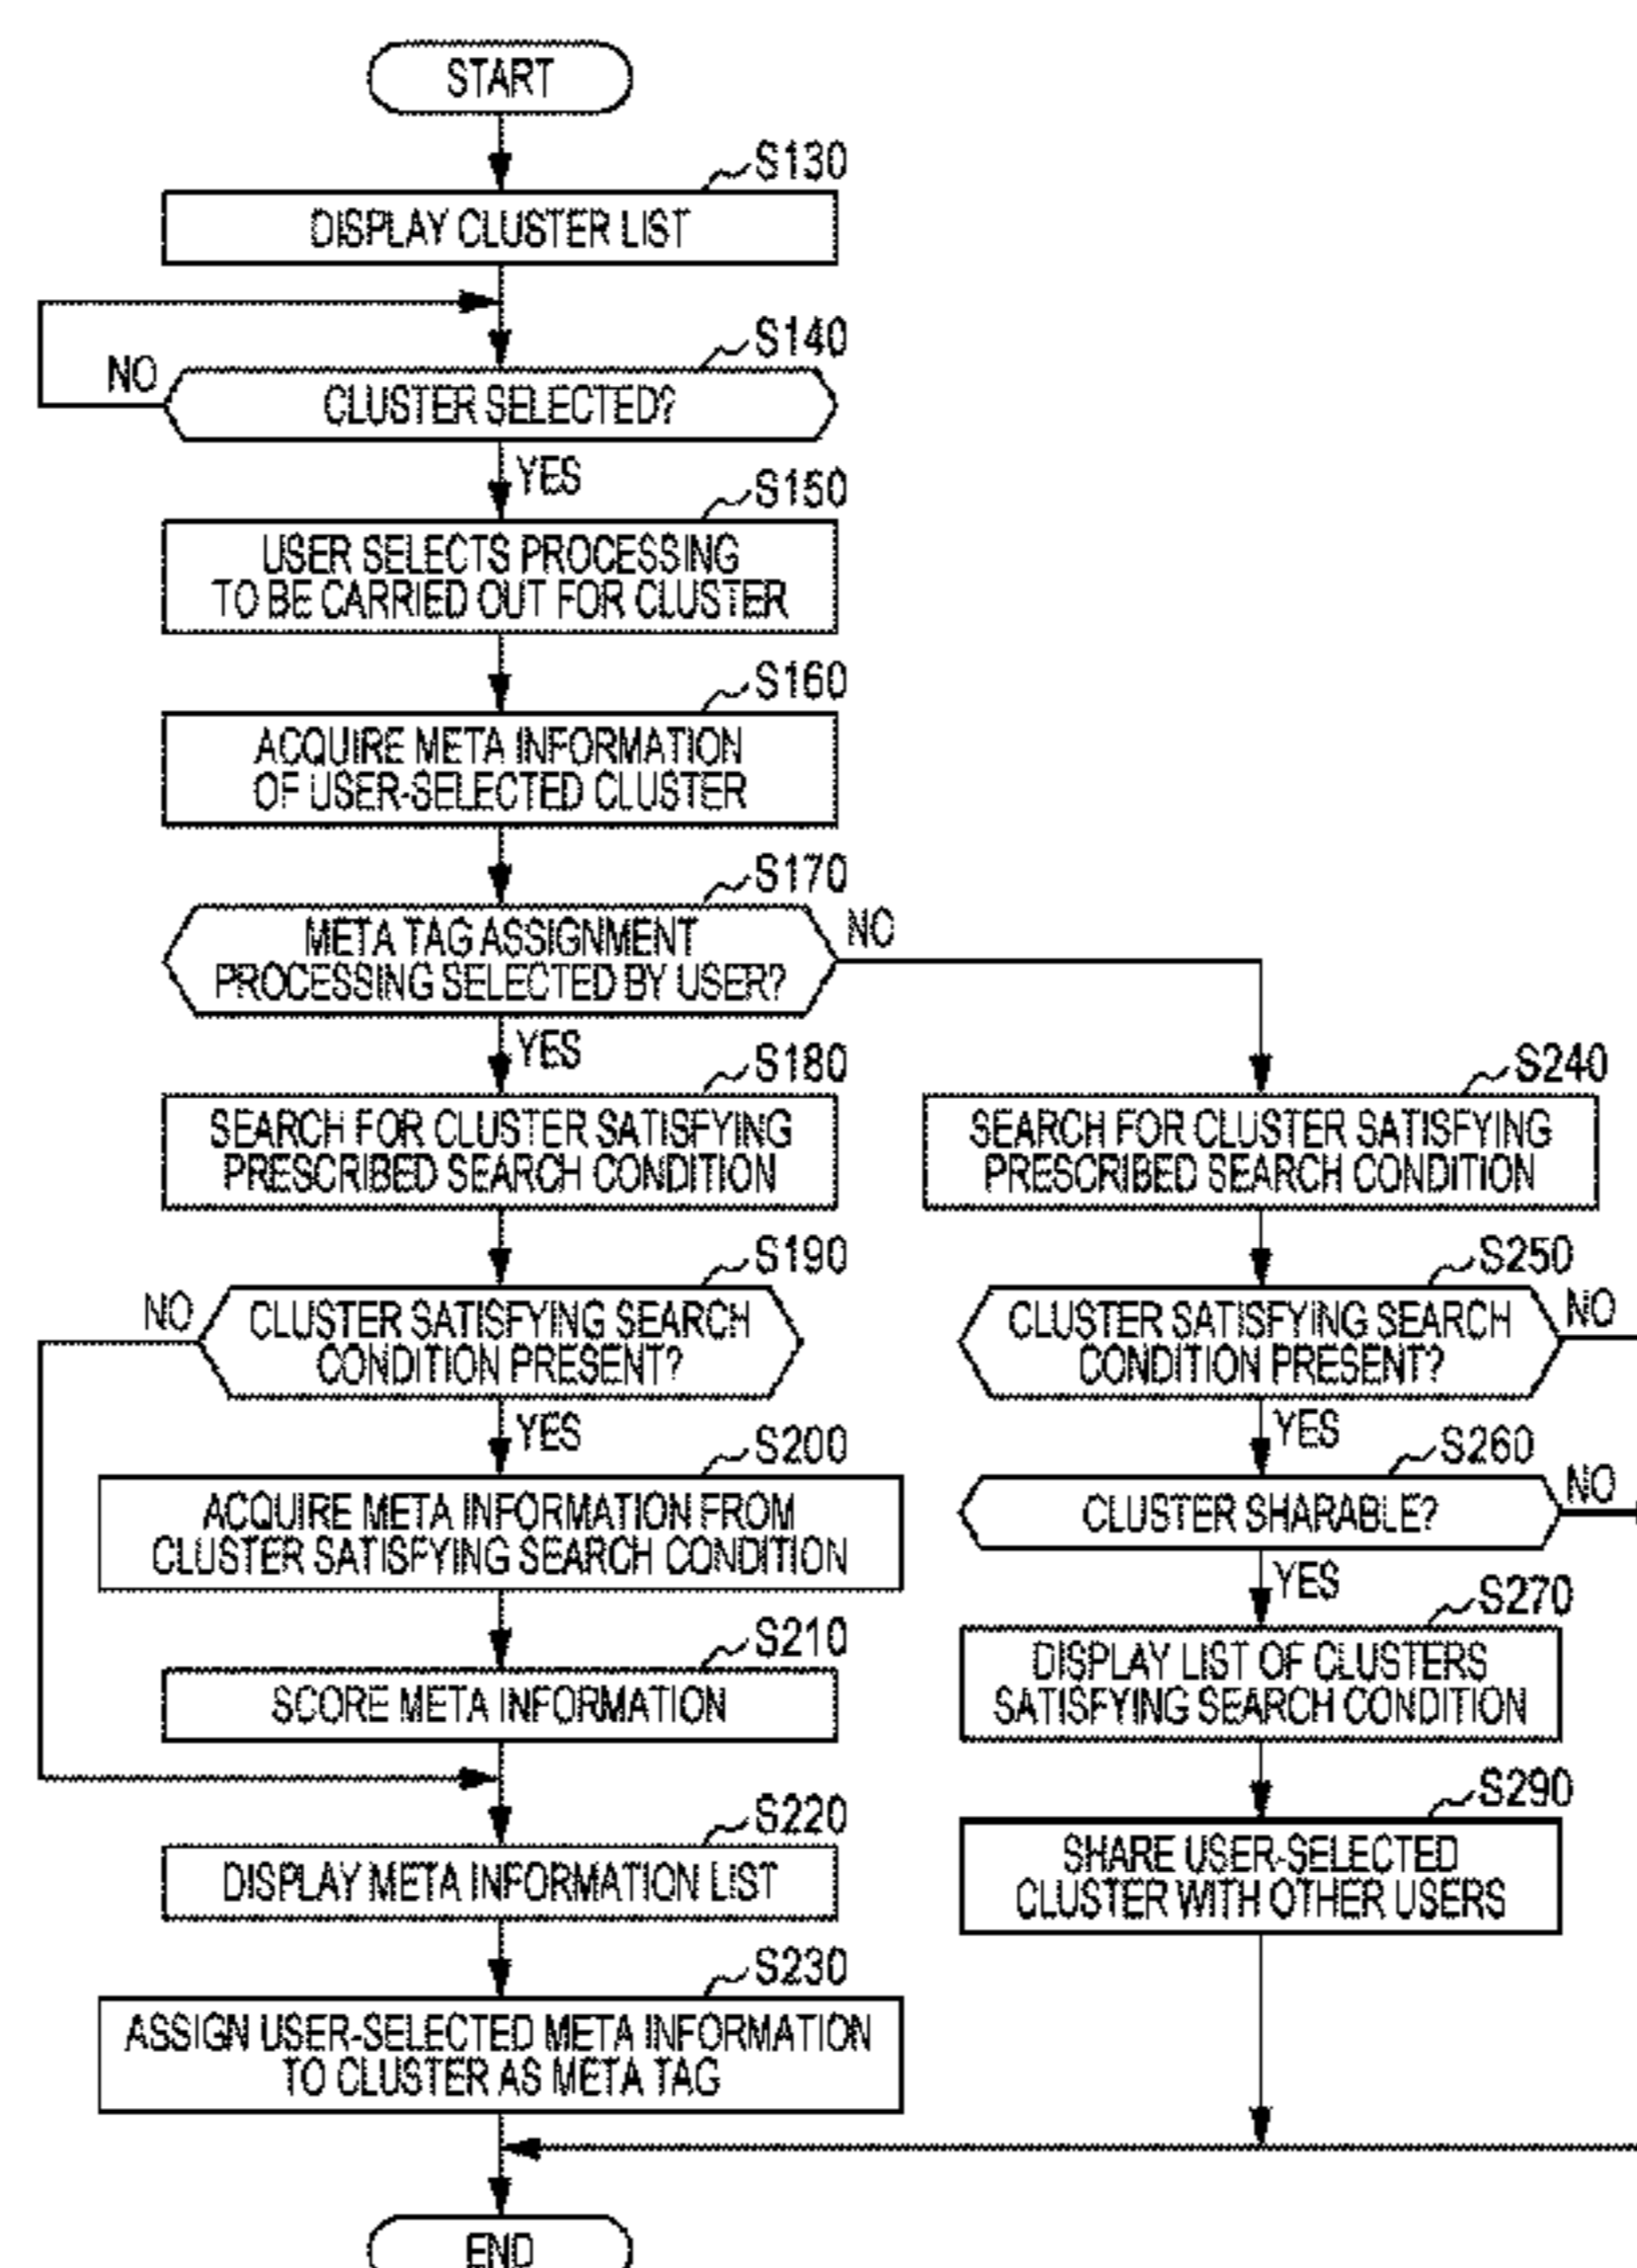 START
S130
DISPLAY CLUSTER LIST
S140
NO
CLUSTER SELECTED?
YES
S150
USER SELECTS PROCESSING
TO BE CARRIED OUT FOR CLUSTER
S160
ACQUIRE META INFORMATION
OF USER-SELECTED CLUSTER
S170
META TAG ASSIGNMENT
PROCESSING SELECTED BY USER?
NO
YES
S180
SEARCH FOR CLUSTER SATISFYING
PRESCRIBED SEARCH CONDITION
S190
NO
CLUSTER SATISFYING SEARCH
CONDITION PRESENT?
YES
S200
ACQUIRE META INFORMATION FROM
CLUSTER SATISFYING SEARCH CONDITION
S210
SCORE META INFORMATION
S220
DISPLAY META INFORMATION LIST
S230
ASSIGN USER-SELECTED META INFORMATION
TO CLUSTER AS META TAG
S240
SEARCH FOR CLUSTER SATISFYING
PRESCRIBED SEARCH CONDITION
S250
CLUSTER SATISFYING SEARCH
CONDITION PRESENT?
NO
YES
S260
CLUSTER SHARABLE?
NO
YES
S270
DISPLAY LIST OF CLUSTERS
SATISFYING SEARCH CONDITION
S290
SHARE USER-SELECTED
CLUSTER WITH OTHER USERS
END